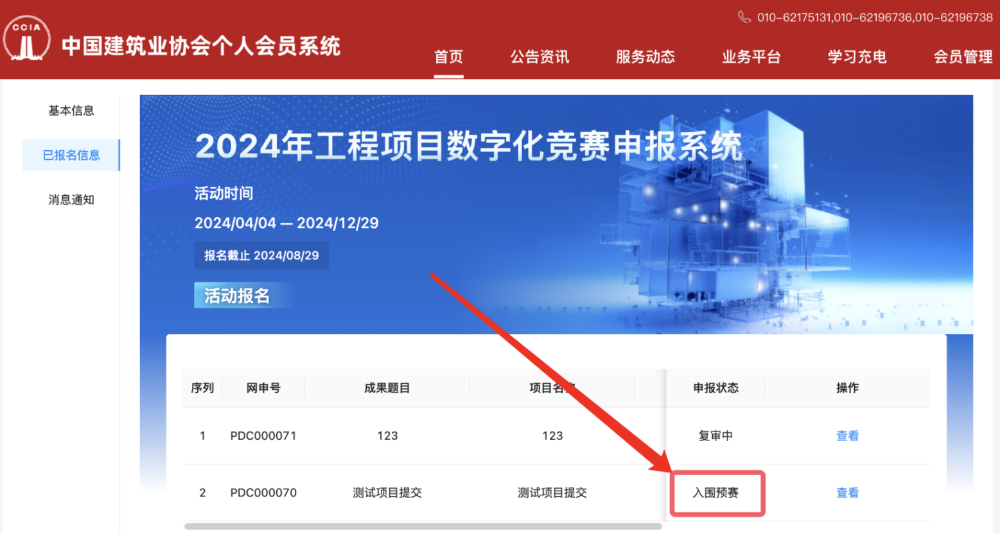 010-62175131,010-62196736,010-62196738
CCIA
中国建筑业协会个人会员系统
首页 公告资讯 服务动态 业务平台 学习充电 会员管理
基本信息
已报名信息
消息通知
2024年工程项目数字化竞赛申报系统
活动时间
2024/04/04 — 2024/12/29
报名截止 2024/08/29
活动报名
序列 网申号 成果题目 项目名称 申报状态 操作
1 PDC000071 123 123 复审中 查看
2 PDC000070 测试项目提交 测试项目提交 入围预赛 查看